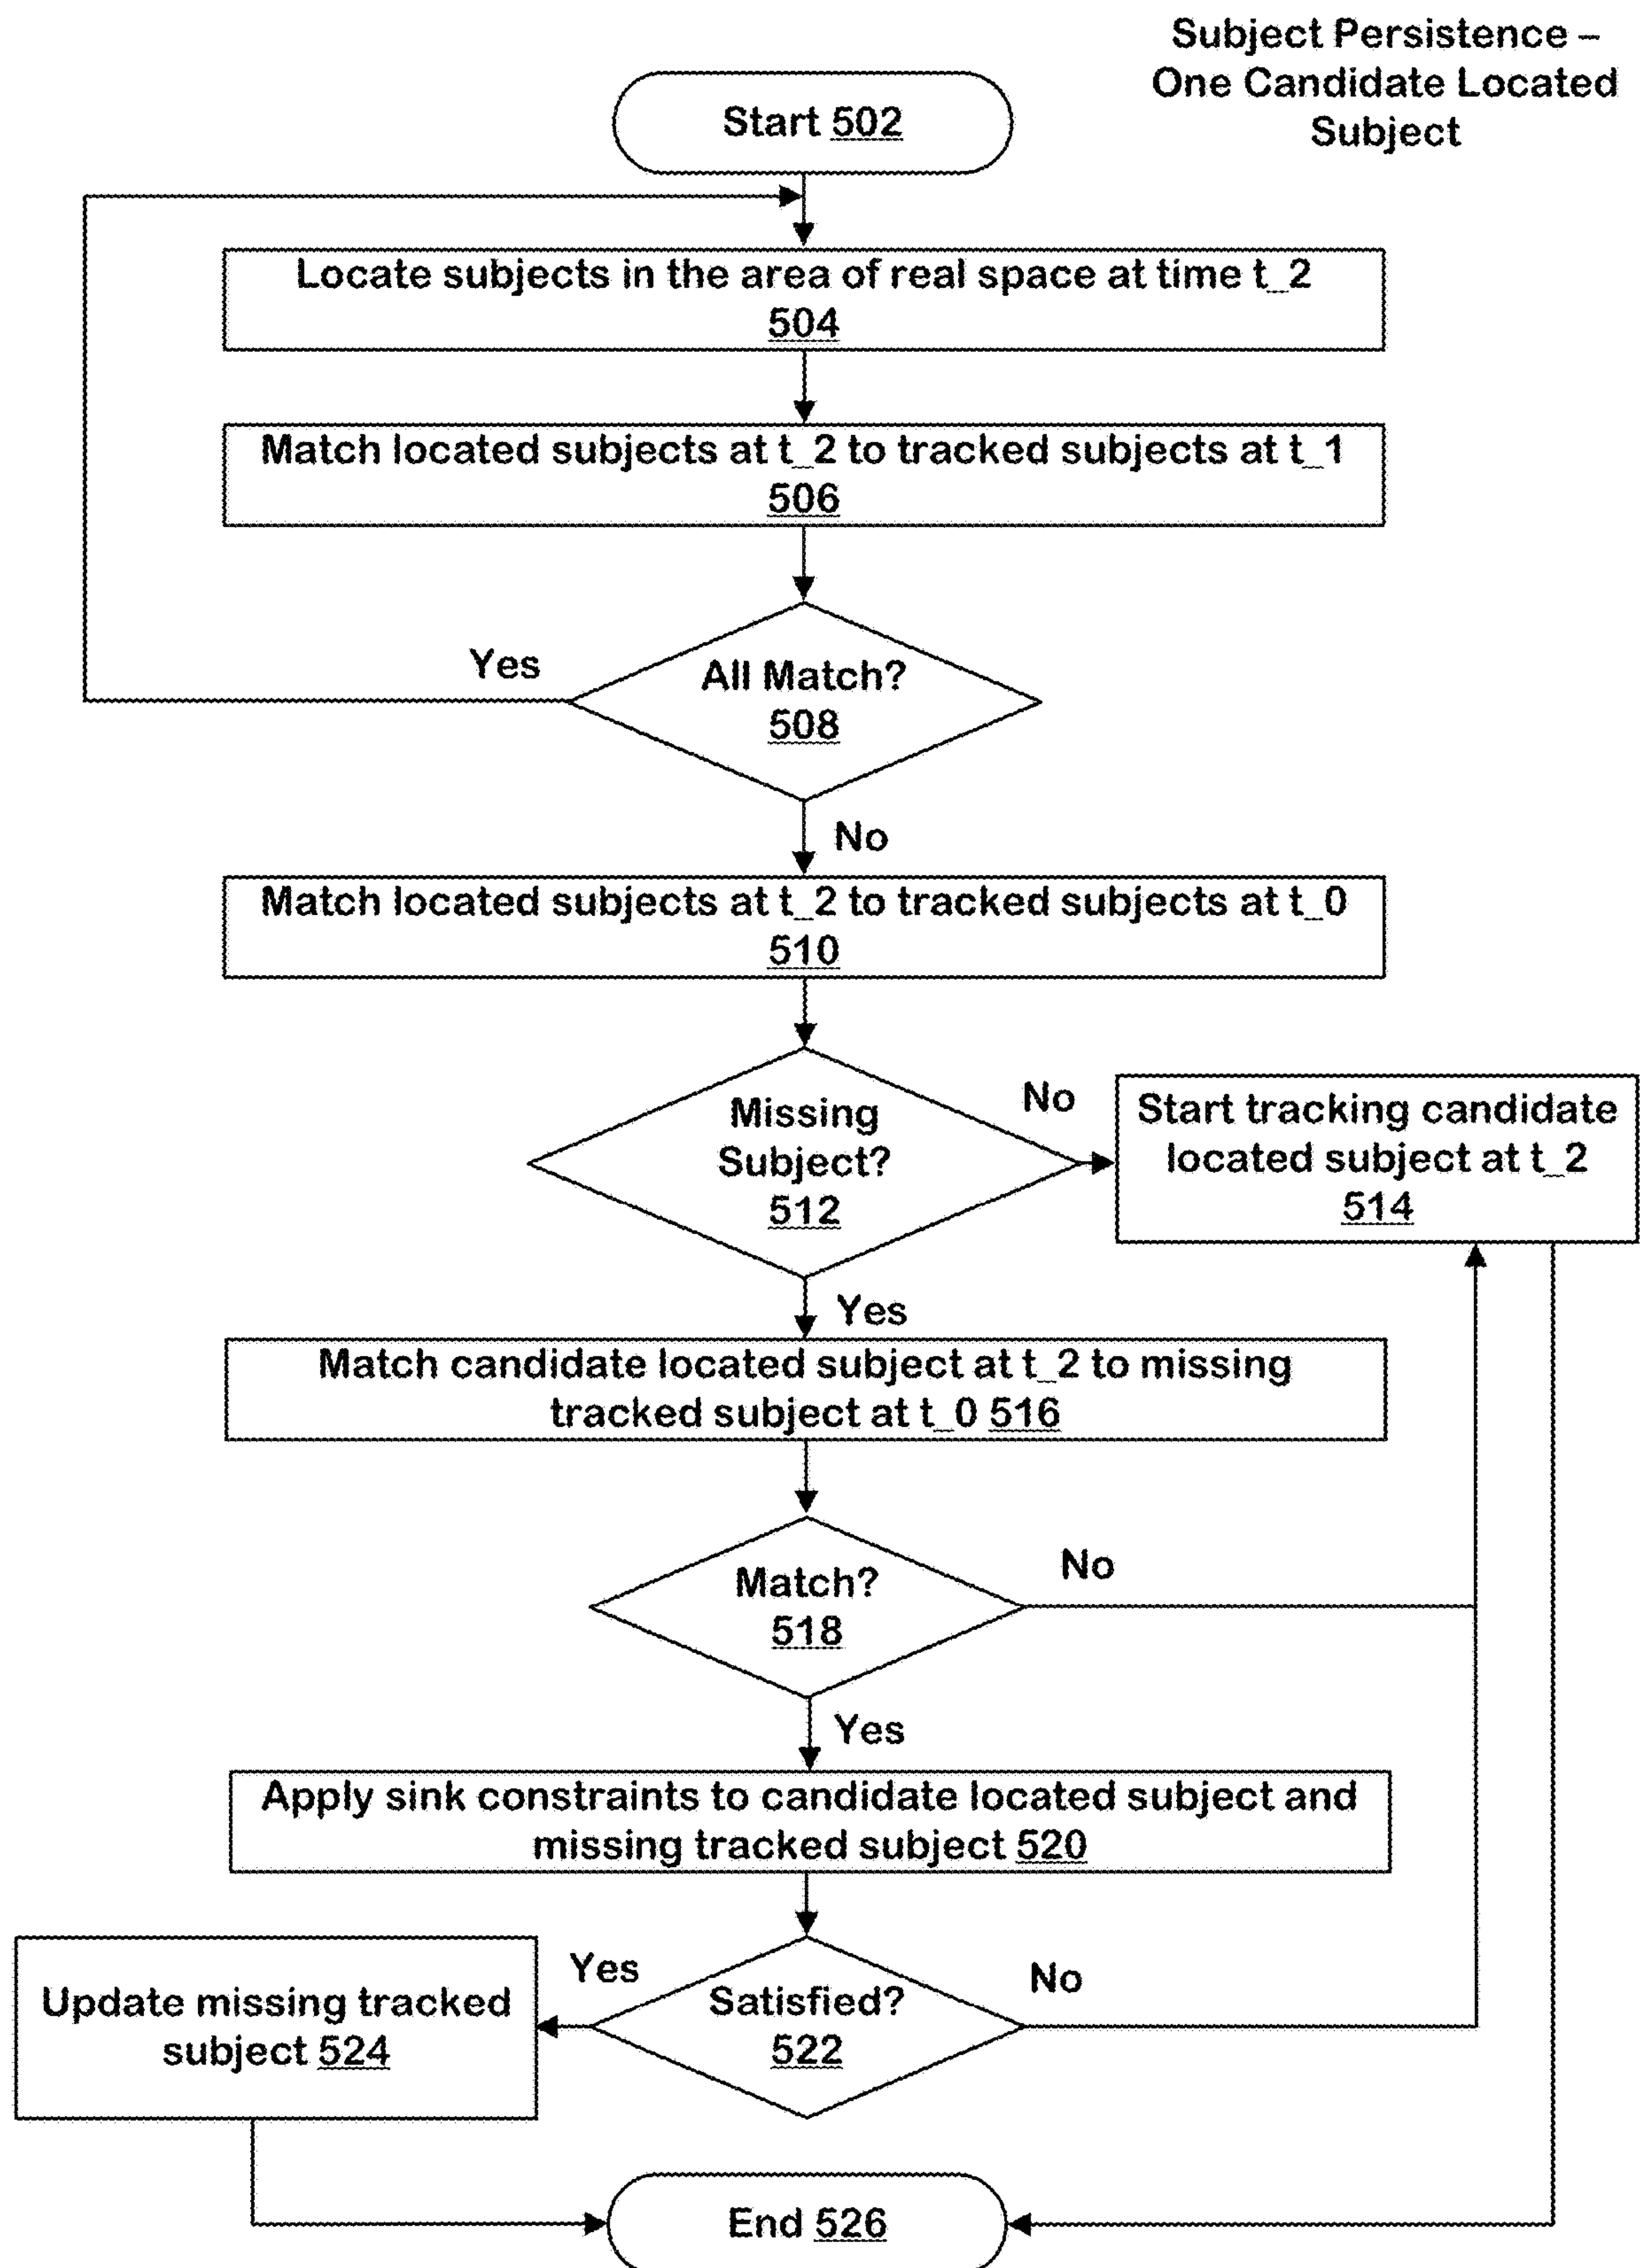 Subject Persistence –
One Candidate Located
Subject
Start 502
Locate subjects in the area of real space at time t_2
504
Match located subjects at t_2 to tracked subjects at t_1
506
Yes
All Match?
508
No
Match located subjects at t_2 to tracked subjects at t_0
510
Missing
Subject?
512
No
Start tracking candidate
located subject at t_2
514
Yes
Match candidate located subject at t_2 to missing
tracked subject at t_0 516
Match?
518
No
Yes
Apply sink constraints to candidate located subject and
missing tracked subject 520
Satisfied?
522
Yes
No
Update missing tracked
subject 524
End 526